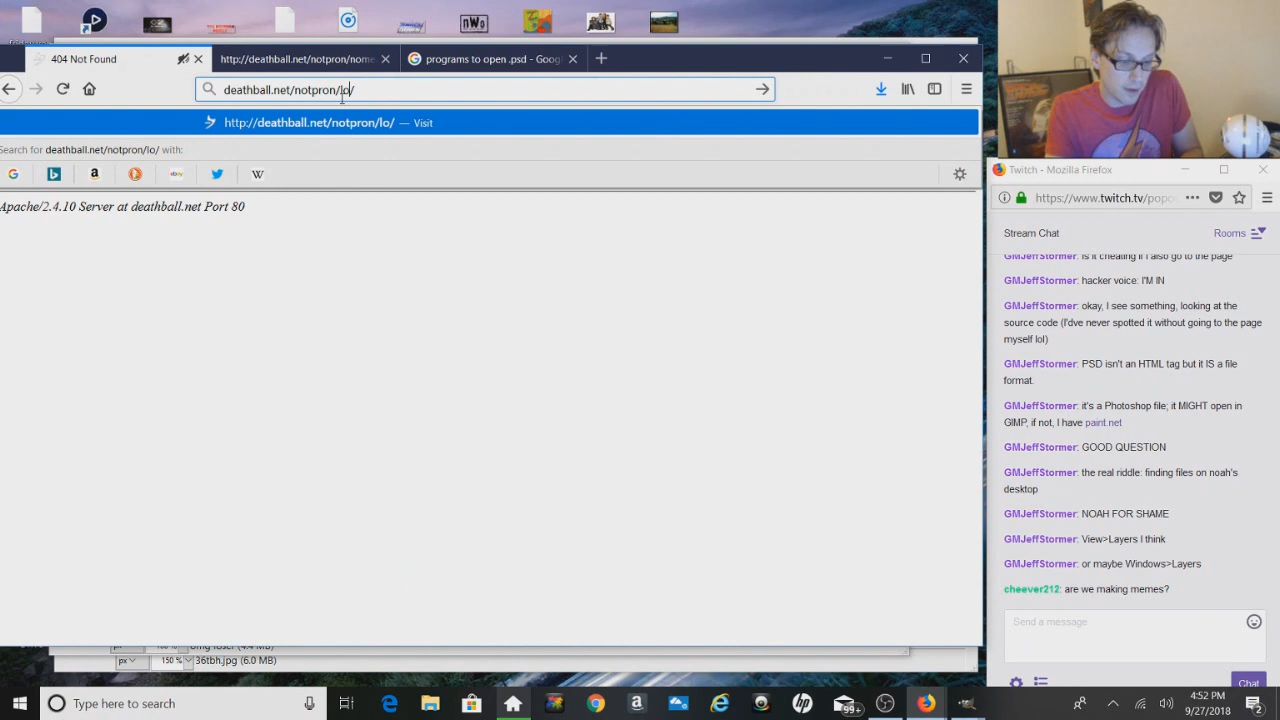 nwo
404 Not Found
http://deathball.net/notpron/nome
programs to open .psd - Goog
deathball.net/notpron/lo/
http://deathball.net/notpron/lo/ — Visit
Search for deathball.net/notpron/lo/ with:
Apache/2.4.10 Server at deathball.net Port 80
Twitch - Mozilla Firefox
https://www.twitch.tv/popo
Stream Chat
Rooms
GMJeffStormer: is it cheating if I also go to the page
GMJeffStormer: hacker voice: I'M IN
GMJeffStormer: okay, I see something, looking at the
source code (I'dve never spotted it without going to the page
myself lol)
GMJeffStormer: PSD isn't an HTML tag but it IS a file
format.
GMJeffStormer: it's a Photoshop file; it MIGHT open in
GIMP, if not, I have paint.net
GMJeffStormer: GOOD QUESTION
GMJeffStormer: the real riddle: finding files on noah's
desktop
GMJeffStormer: NOAH FOR SHAME
GMJeffStormer: View>Layers I think
GMJeffStormer: or maybe Windows>Layers
cheever212: are we making memes?
Send a message
Chat
px 150 % 36tbh.jpg (6.0 MB)
Type here to search
99+
4:52 PM
9/27/2018
2